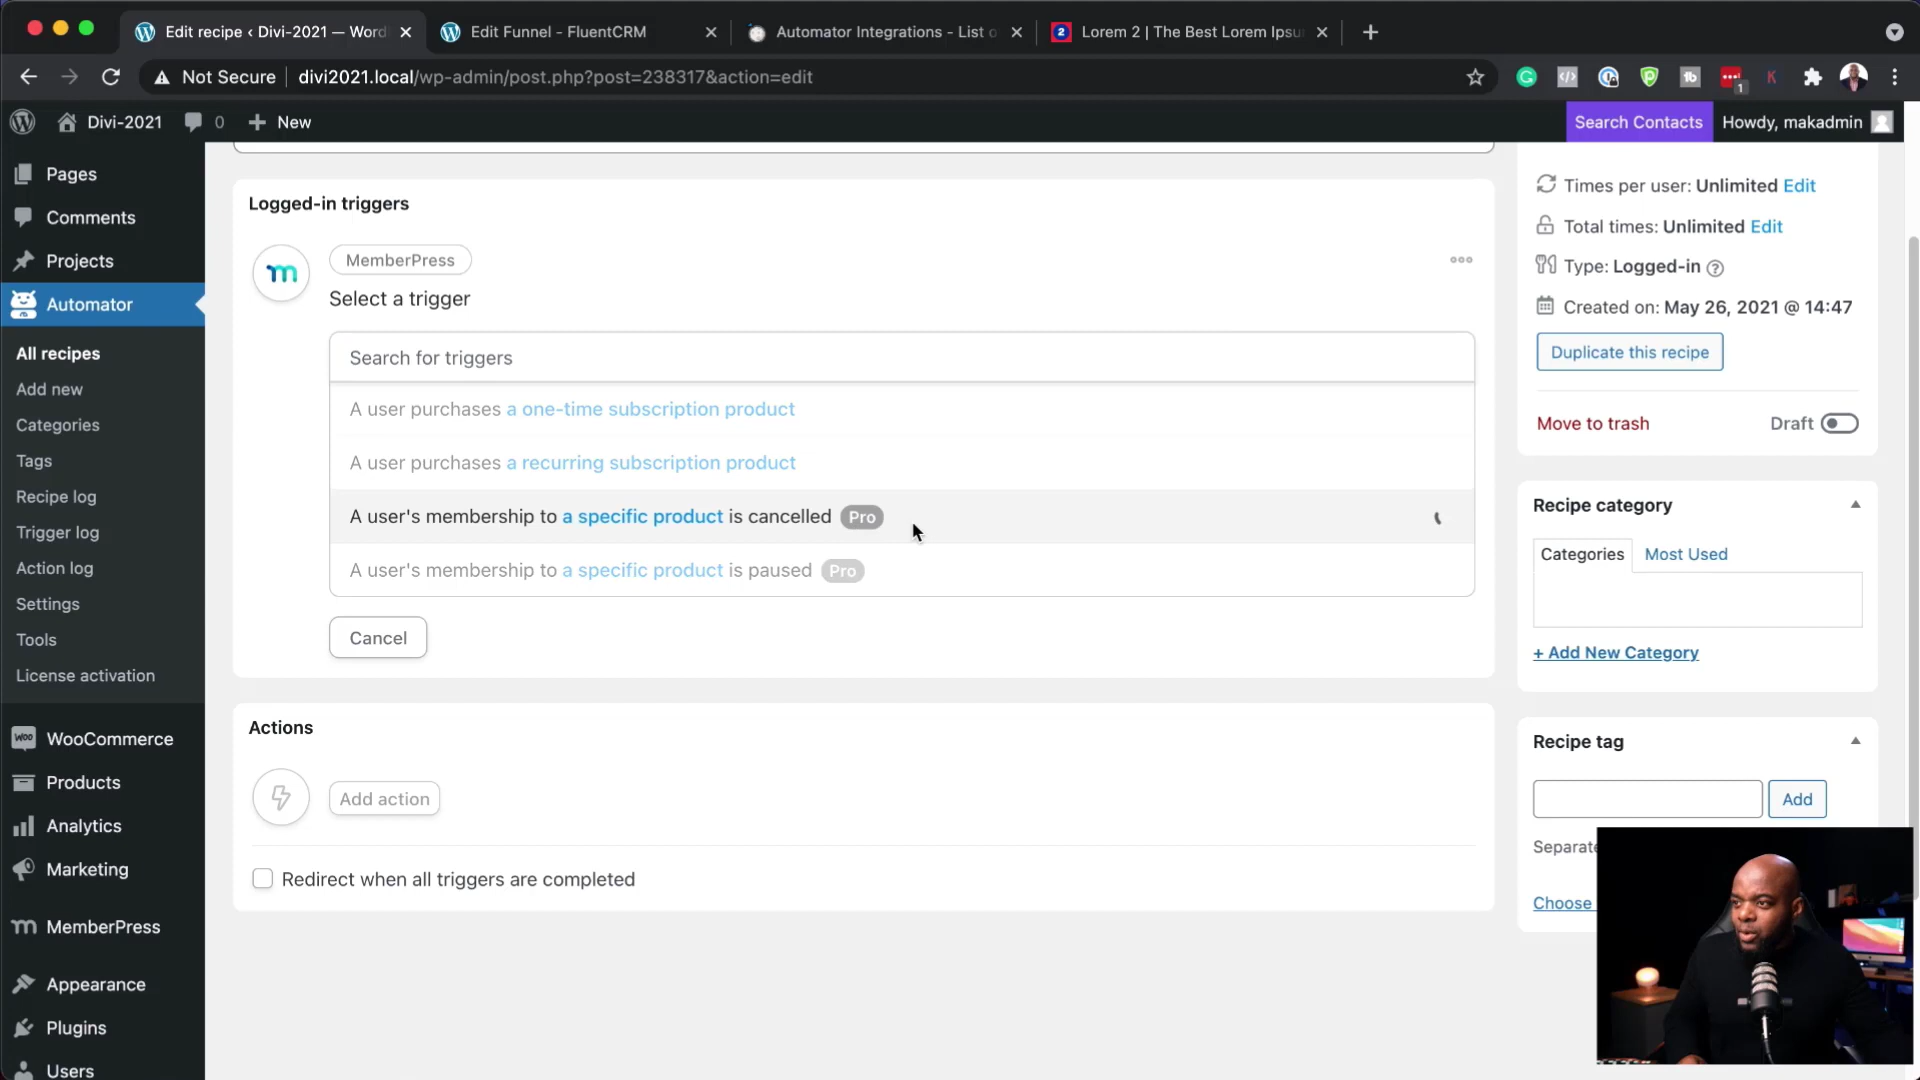 Edit recipe ‹ Divi-2021 — Word
Edit Funnel - FluentCRM
Automator Integrations - List o
Lorem 2 | The Best Lorem Ipsu
Not Secure
divi2021.local/wp-admin/post.php?post=238317&action=edit
1
Divi-2021
0
New
Search Contacts
Howdy, makadmin
Pages
Comments
Projects
Automator
All recipes
Add new
Categories
Tags
Recipe log
Trigger log
Action log
Settings
Tools
License activation
WooCommerce
Products
Analytics
Marketing
MemberPress
Appearance
Plugins
Users
Logged-in triggers
MemberPress
Select a trigger
Search for triggers
A user purchases a one-time subscription product
A user purchases a recurring subscription product
A user's membership to a specific product is cancelled Pro
A user's membership to a specific product is paused Pro
Cancel
Actions
Add action
Redirect when all triggers are completed
Times per user: Unlimited Edit
Total times: Unlimited Edit
Type: Logged-in ?
Created on: May 26, 2021 @ 14:47
Duplicate this recipe
Move to trash
Draft
Recipe category
Categories
Most Used
+ Add New Category
Recipe tag
Add
Separate
Choose